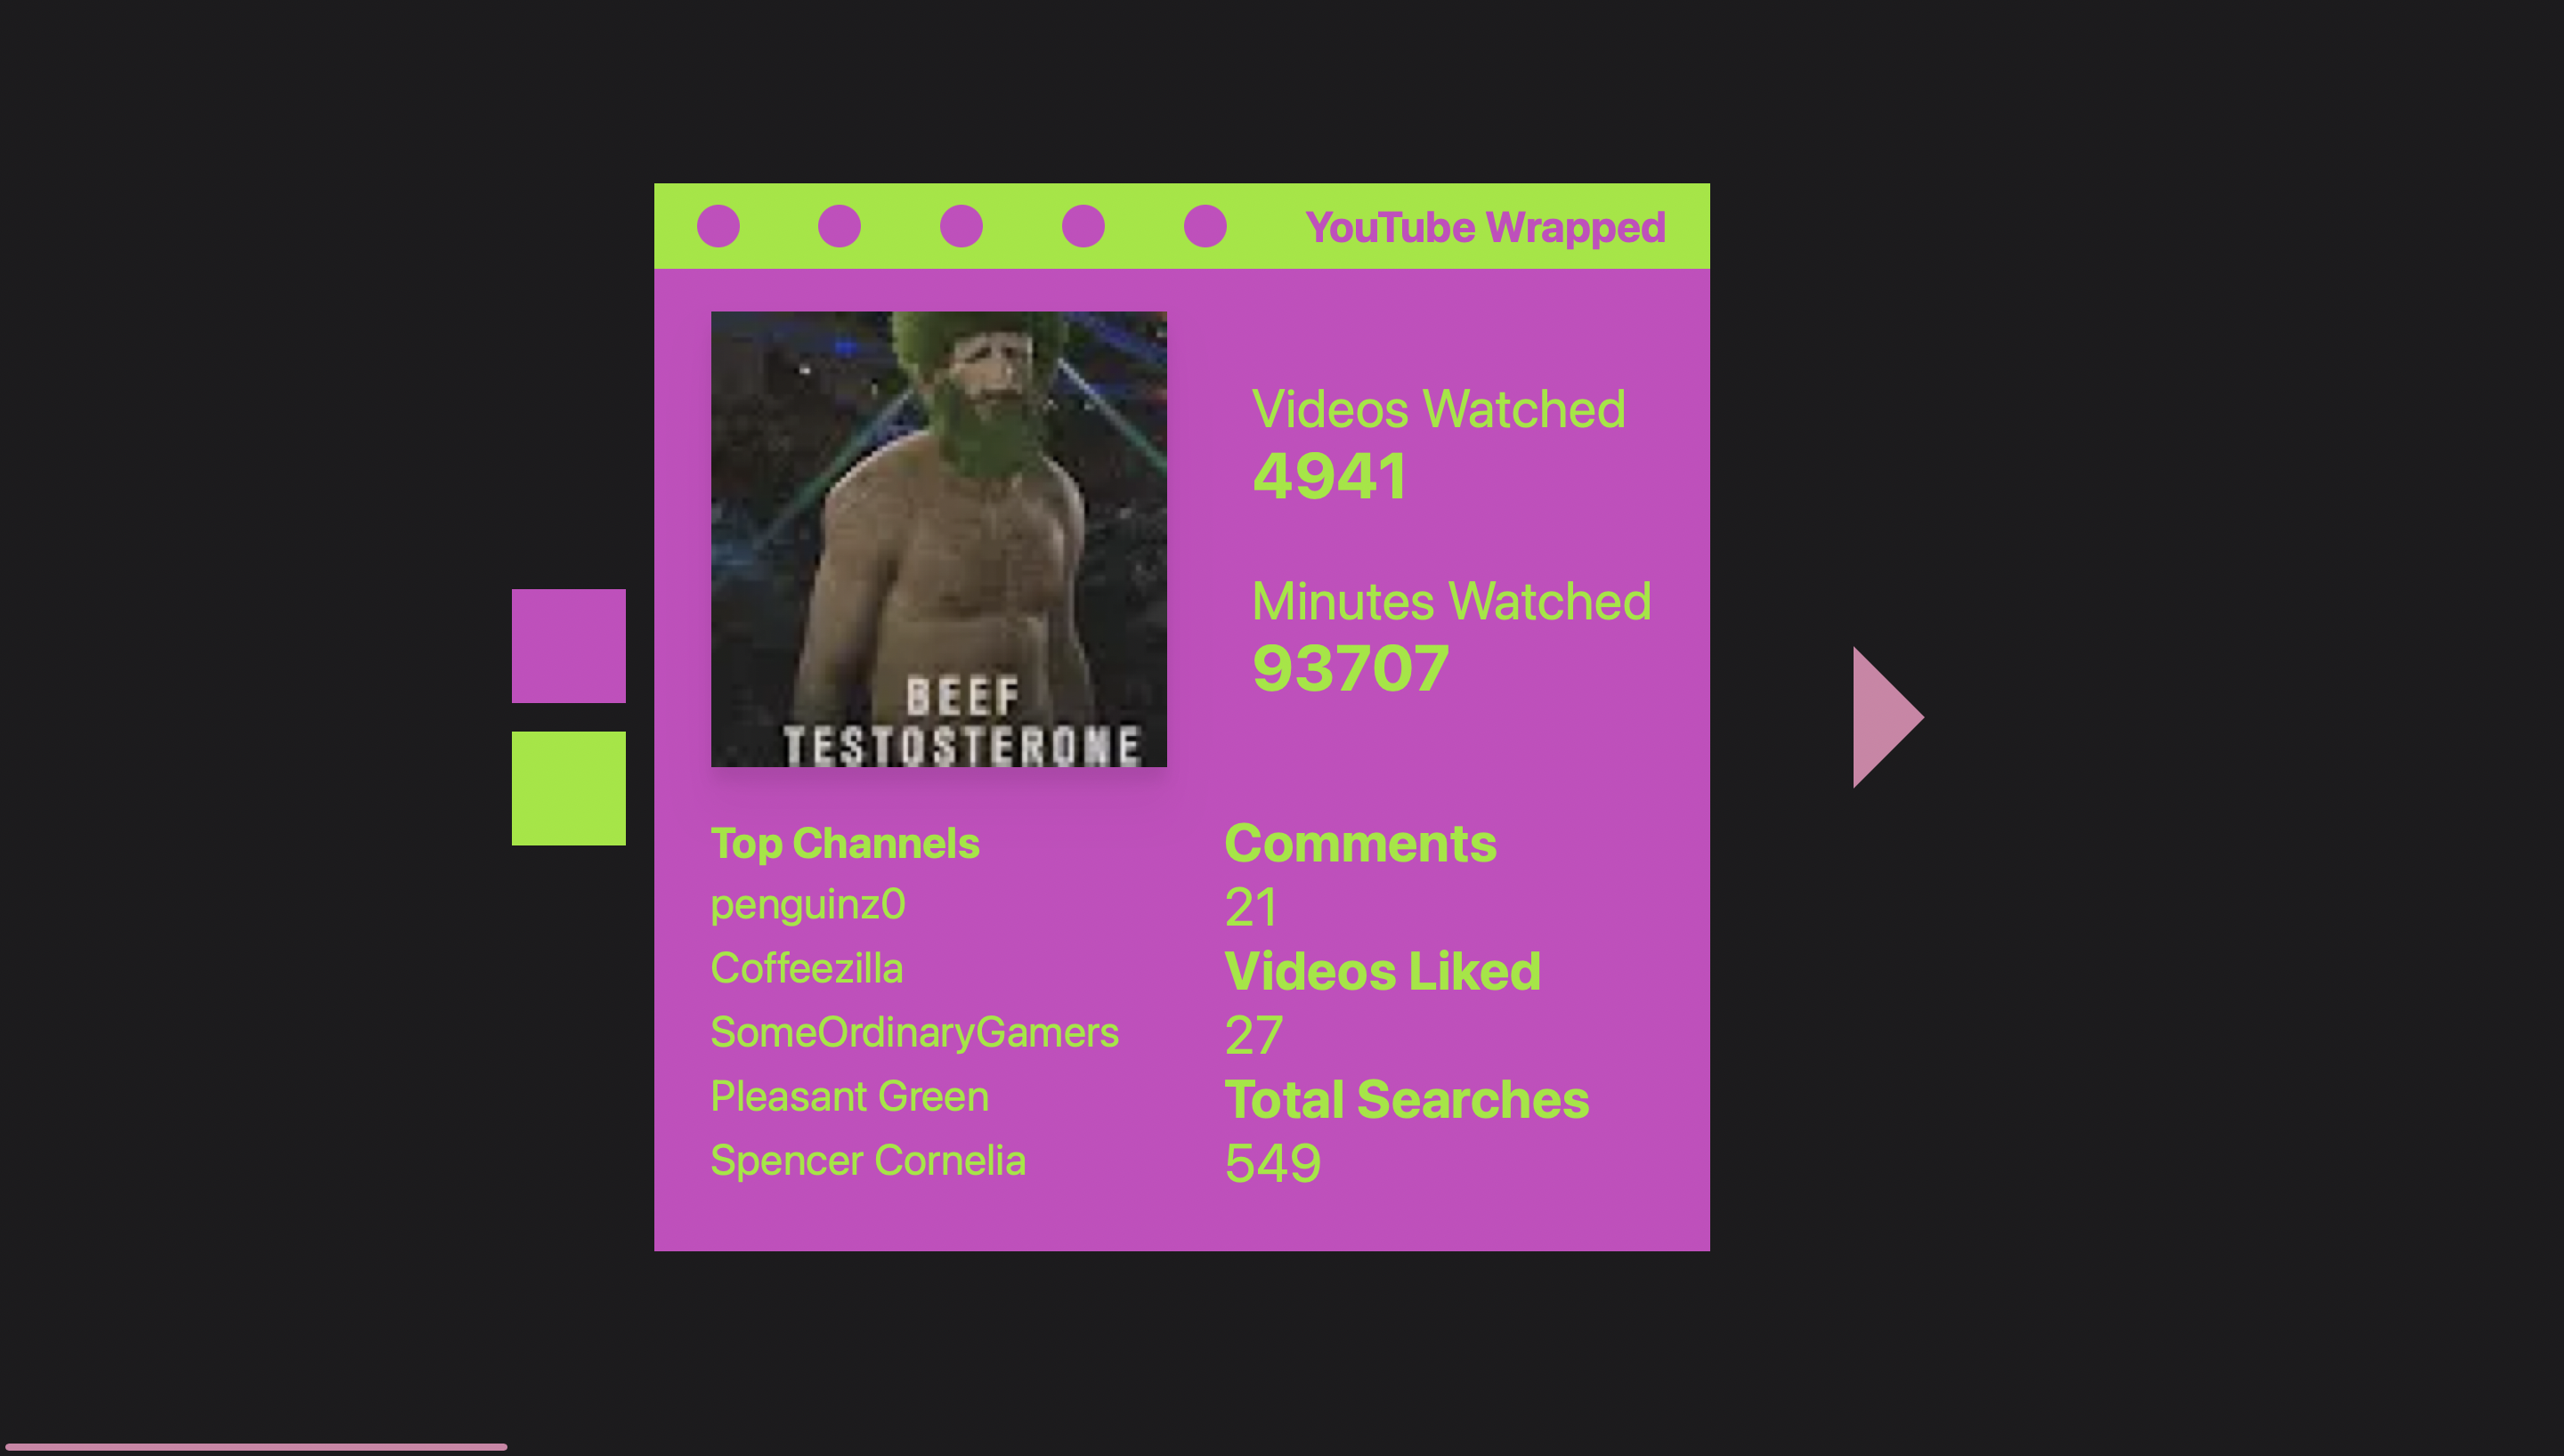 YouTube Wrapped
BEEF
TESTOSTERONE
Videos Watched
4941
Minutes Watched
93707
Top Channels
penguinz0
Coffeezilla
SomeOrdinaryGamers
Pleasant Green
Spencer Cornelia
Comments
21
Videos Liked
27
Total Searches
549